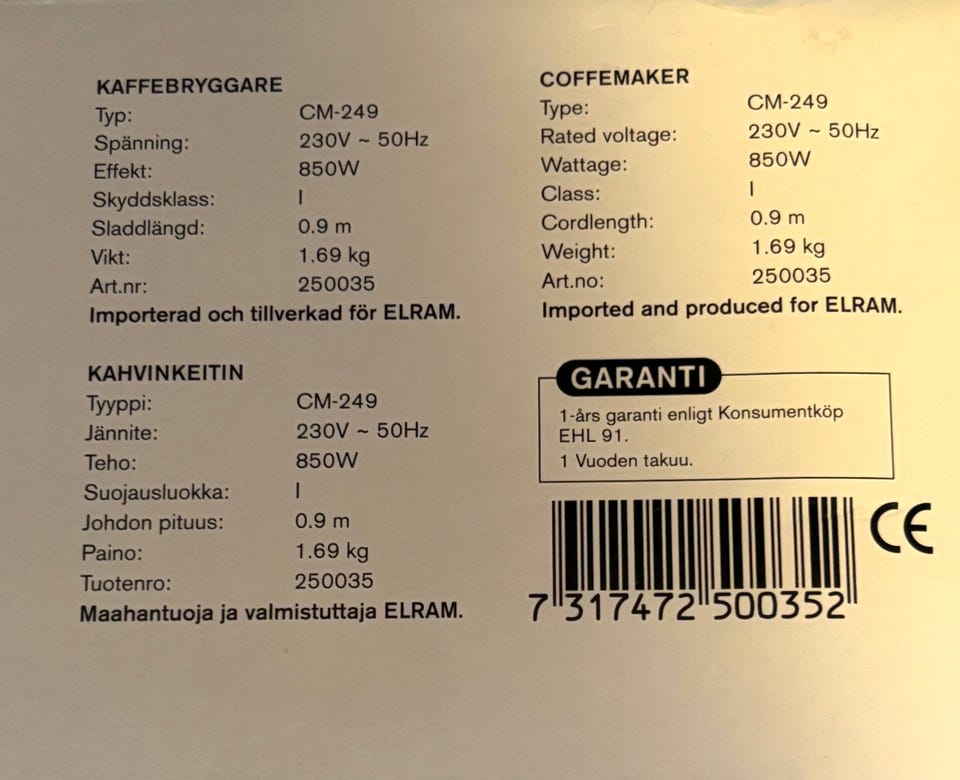 KAFFEBRYGGARE
Typ: CM-249
Spänning: 230V ~ 50Hz
Effekt: 850W
Skyddsklass: I
Sladdlängd: 0.9 m
Vikt: 1.69 kg
Art.nr: 250035
Importerad och tillverkad för ELRAM.
COFFEMAKER
Type: CM-249
Rated voltage: 230V ~ 50Hz
Wattage: 850W
Class: I
Cordlength: 0.9 m
Weight: 1.69 kg
Art.no: 250035
Imported and produced for ELRAM.
KAHVINKEITIN
Tyyppi: CM-249
Jännite: 230V ~ 50Hz
Teho: 850W
Suojausluokka: I
Johdon pituus: 0.9 m
Paino: 1.69 kg
Tuotenro: 250035
Maahantuoja ja valmistuttaja ELRAM.
GARANTI
1-års garanti enligt Konsumentköp
EHL 91.
1 Vuoden takuu.
CE
7 317472 500352